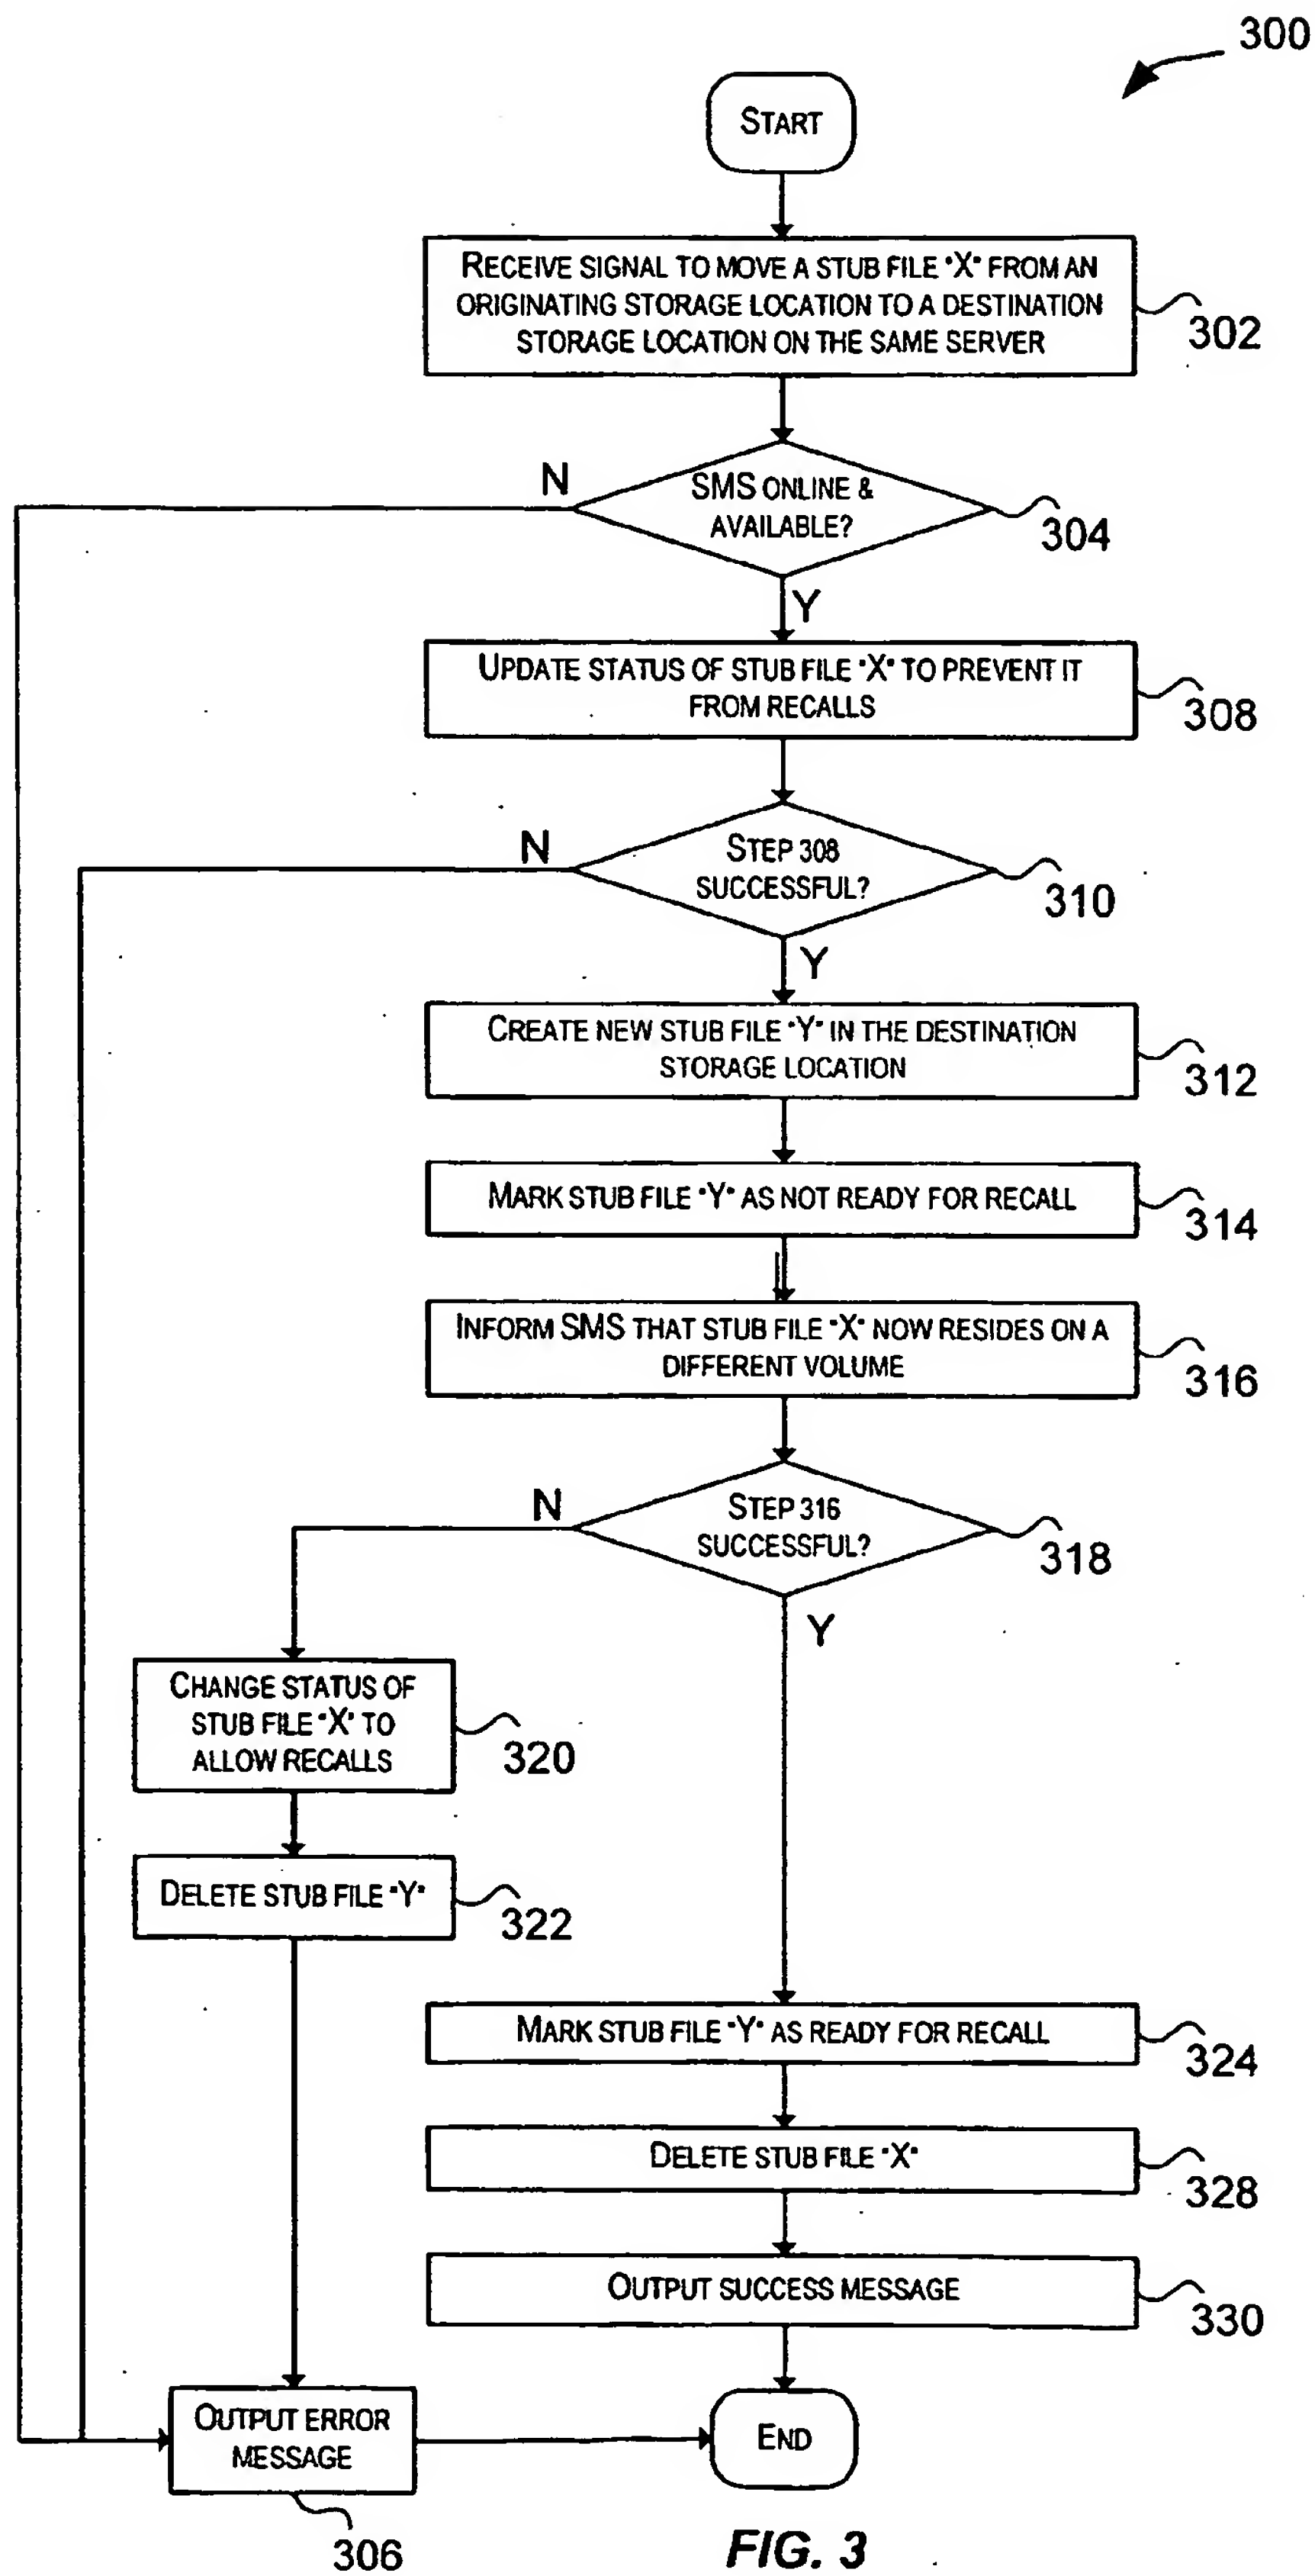 300
START
RECEIVE SIGNAL TO MOVE A STUB FILE "X" FROM AN
ORIGINATING STORAGE LOCATION TO A DESTINATION
STORAGE LOCATION ON THE SAME SERVER
302
N
SMS ONLINE &
AVAILABLE?
304
Y
UPDATE STATUS OF STUB FILE "X" TO PREVENT IT
FROM RECALLS
308
N
STEP 308
SUCCESSFUL?
310
Y
CREATE NEW STUB FILE "Y" IN THE DESTINATION
STORAGE LOCATION
312
MARK STUB FILE "Y" AS NOT READY FOR RECALL
314
INFORM SMS THAT STUB FILE "X" NOW RESIDES ON A
DIFFERENT VOLUME
316
N
STEP 316
SUCCESSFUL?
318
Y
CHANGE STATUS OF
STUB FILE "X" TO
ALLOW RECALLS
320
DELETE STUB FILE "Y"
322
MARK STUB FILE "Y" AS READY FOR RECALL
324
DELETE STUB FILE "X"
328
OUTPUT SUCCESS MESSAGE
330
OUTPUT ERROR
MESSAGE
306
END
FIG. 3